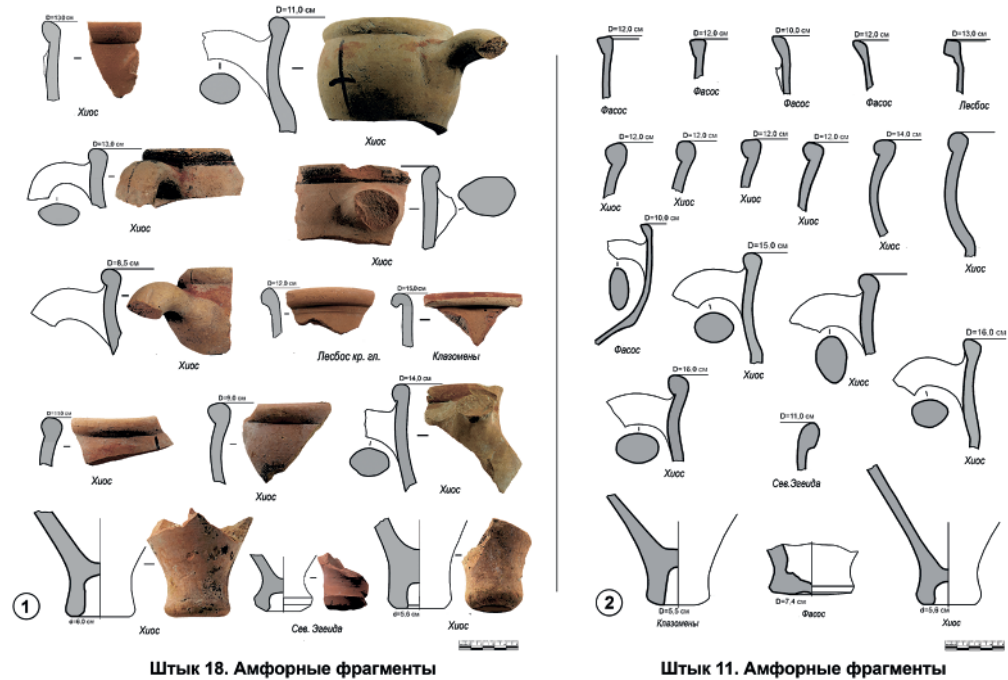 D=13,0 см
D=11,0 см
Хиос
Хиос
D=13,0 см
Хиос
Хиос
D=8,5 см
D=12,0 см
D=15,0 см
Хиос
Лесбос кр. гл.
Клазомены
D=9,0 см
D=14,0 см
Хиос
Хиос
Хиос
1
d=6,0 см
Хиос
Сев. Эгеида
d=5,6 см
Хиос
Штык 18. Амфорные фрагменты
D=12,0 см
D=12,0 см
D=10,0 см
D=12,0 см
D=13,0 см
Фасос
Фасос
Фасос
Фасос
Лесбос
D=12,0 см
D=12,0 см
D=12,0 см
D=12,0 см
D=14,0 см
Хиос
Хиос
Хиос
Хиос
Хиос
Хиос
D=10,0 см
D=15,0 см
Фасос
Хиос
Хиос
D=16,0 см
D=16,0 см
D=11,0 см
Хиос
Сев.Эгеида
Хиос
2
D=5,5 см
Клазомены
D=7,4 см
Фасос
d=5,6 см
Хиос
Штык 11. Амфорные фрагменты